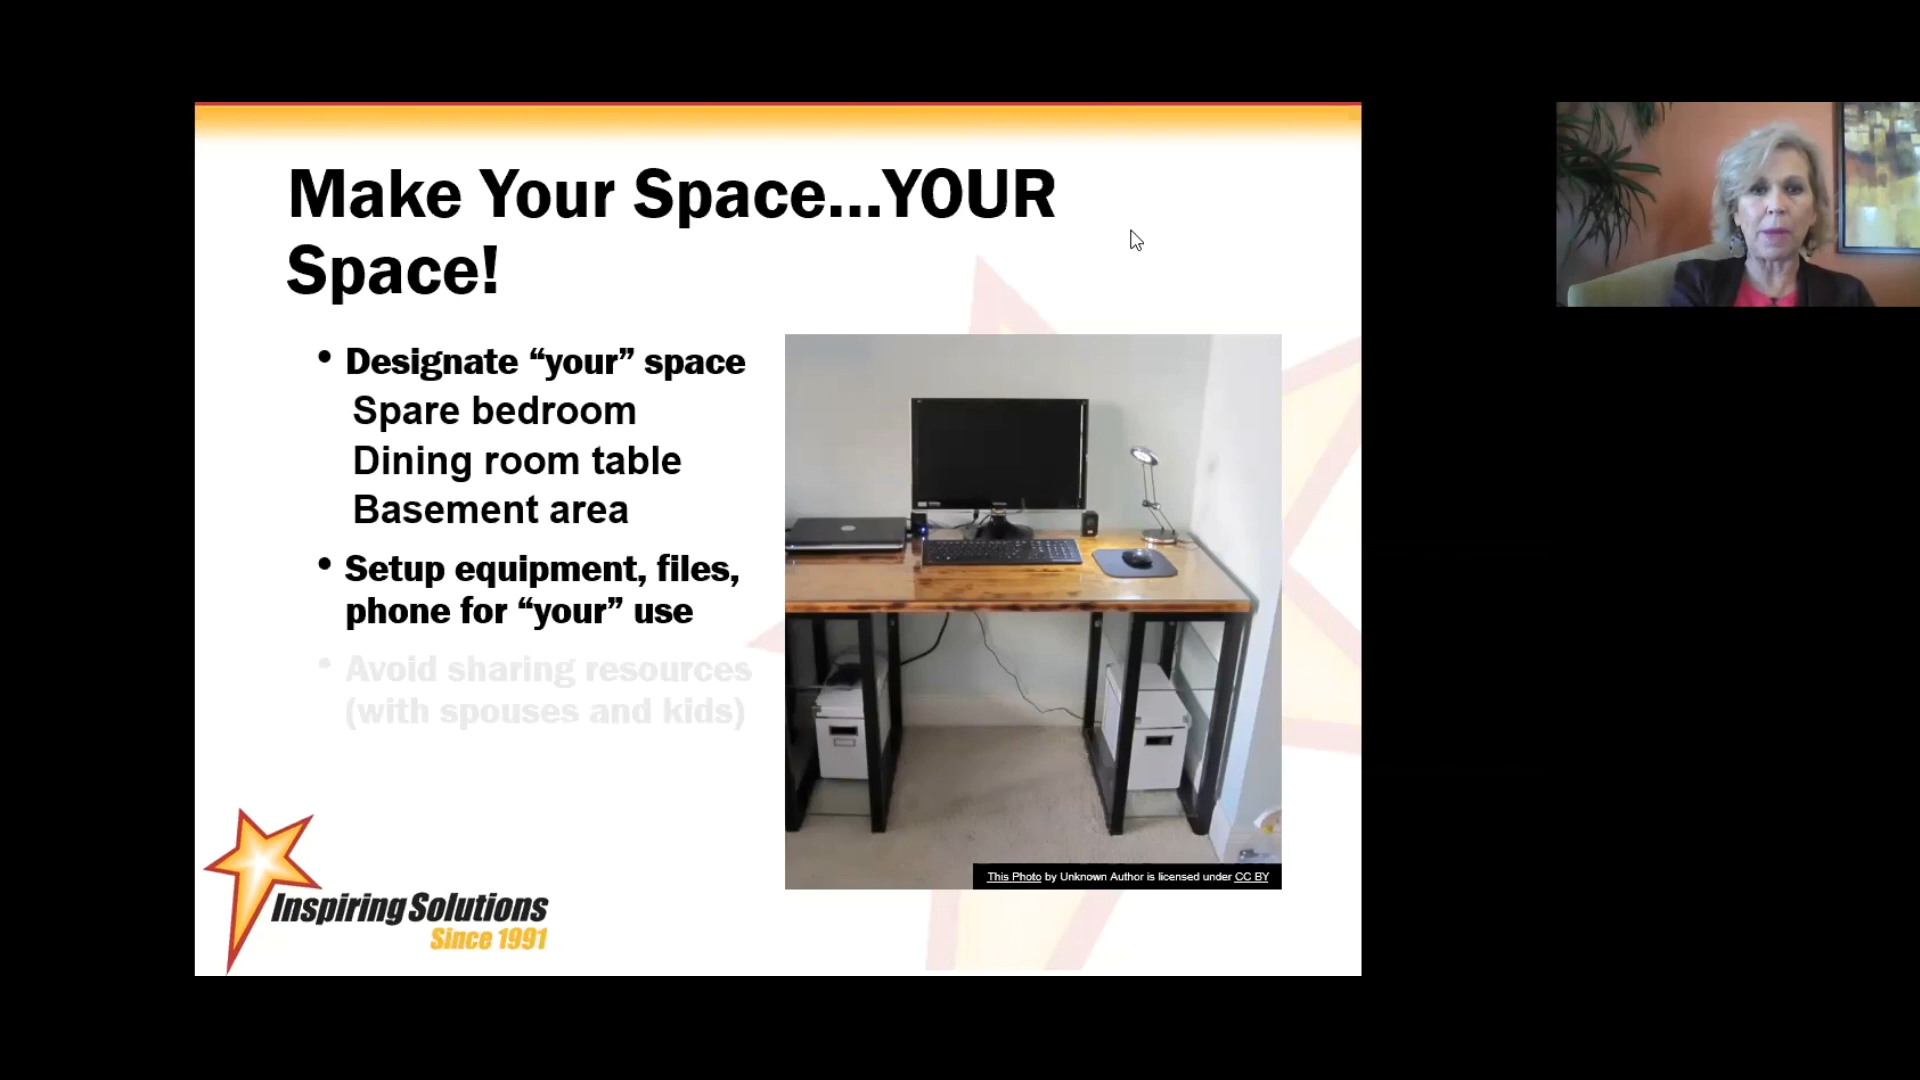 Make Your Space...YOUR
Space!
• Designate “your” space
Spare bedroom
Dining room table
Basement area
• Setup equipment, files,
phone for “your” use
• Avoid sharing resources
(with spouses and kids)
This Photo by Unknown Author is licensed under CC BY
Inspiring Solutions
Since 1991